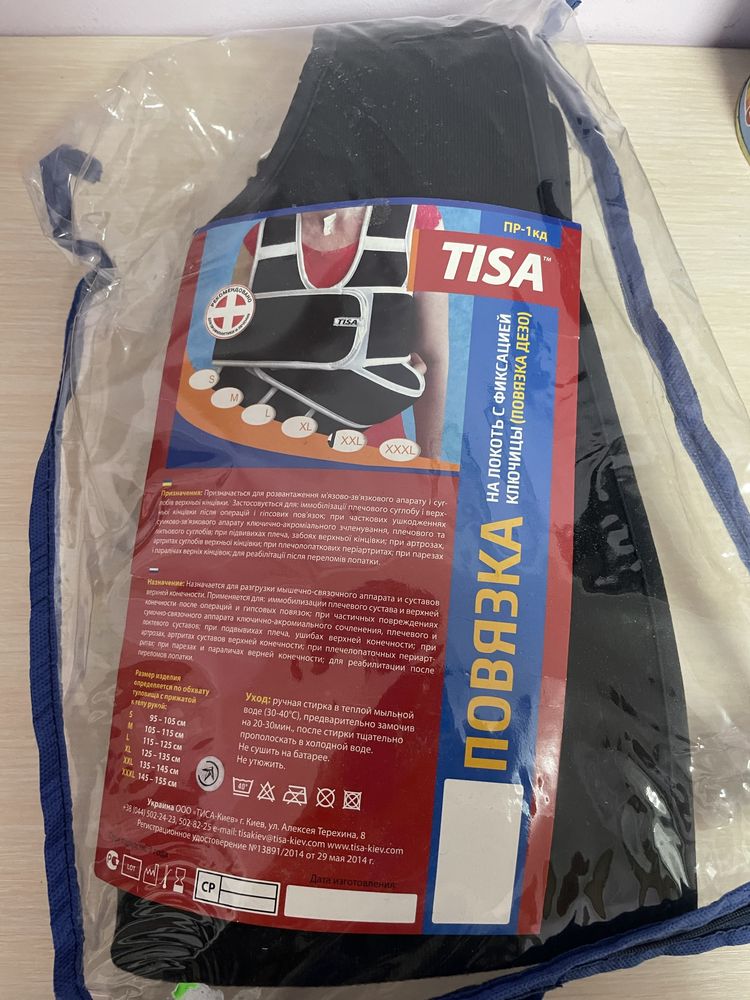 ПР-1кд
TISA™
РЕКОМЕНДОВАНО
TISA
S
M
L
XL
XXL
XXXL
ПОВЯЗКА
НА ЛОКОТЬ С ФИКСАЦИЕЙ
КЛЮЧИЦЫ (ПОВЯЗКА ДЕЗО)
Призначення: Призначається для розвантаження м'язово-зв'язкового апарату і суг-
лобів верхньої кінцівки. Застосовується для: іммобілізації плечового суглобу і верх-
ньої кінцівки після операцій і гіпсових пов'язок; при часткових ушкодженнях
сумково-зв'язкового апарату ключично-акроміального зчленування, плечового та
ліктьового суглобів; при підвивихах плеча, забоях верхньої кінцівки; при артрозах,
артритах суглобів верхньої кінцівки; при плечолопаткових періартритах; при парезах
і паралічах верніх кінцівок; для реабілітації після переломів лопатки.
Назначение: Назначается для разгрузки мышечно-связочного аппарата и суставов
верхней конечности. Применяется для: иммобилизации плечевого сустава и верхней
конечности после операций и гипсовых повязок; при частичных повреждениях
сумочно-связочного аппарата ключично-акромиального сочленения, плечевого и
локтевого суставов; при подвывихах плеча, ушибах верхней конечности; при
артрозах, артритах суставов верхней конечности; при плечелопаточных периарт-
ритах; при парезах и параличах верней конечности; для реабилитации после
переломов лопатки.
Размер изделия
определяется по обхвату
туловища с прижатой
к телу рукой:
S 95 – 105 см
M 105 – 115 см
L 115 – 125 см
XL 125 – 135 см
XXL 135 – 145 см
XXXL 145 – 155 см
Уход: ручная стирка в теплой мыльной
воде (30-40°С), предварительно замочив
на 20-30мин., после стирки тщательно
прополоскать в холодной воде.
Не сушить на батарее.
Не утюжить.
40°
Украина ООО «ТИСА-Киев» г. Киев, ул. Алексея Терехина, 8
+38 (044) 502-24-23, 502-82-25 e-mail: tisakiev@tisa-kiev.com www.tisa-kiev.com
Регистрационное удостоверение №13891/2014 от 29 мая 2014 г.
LOT
СР
Дата изготовления: